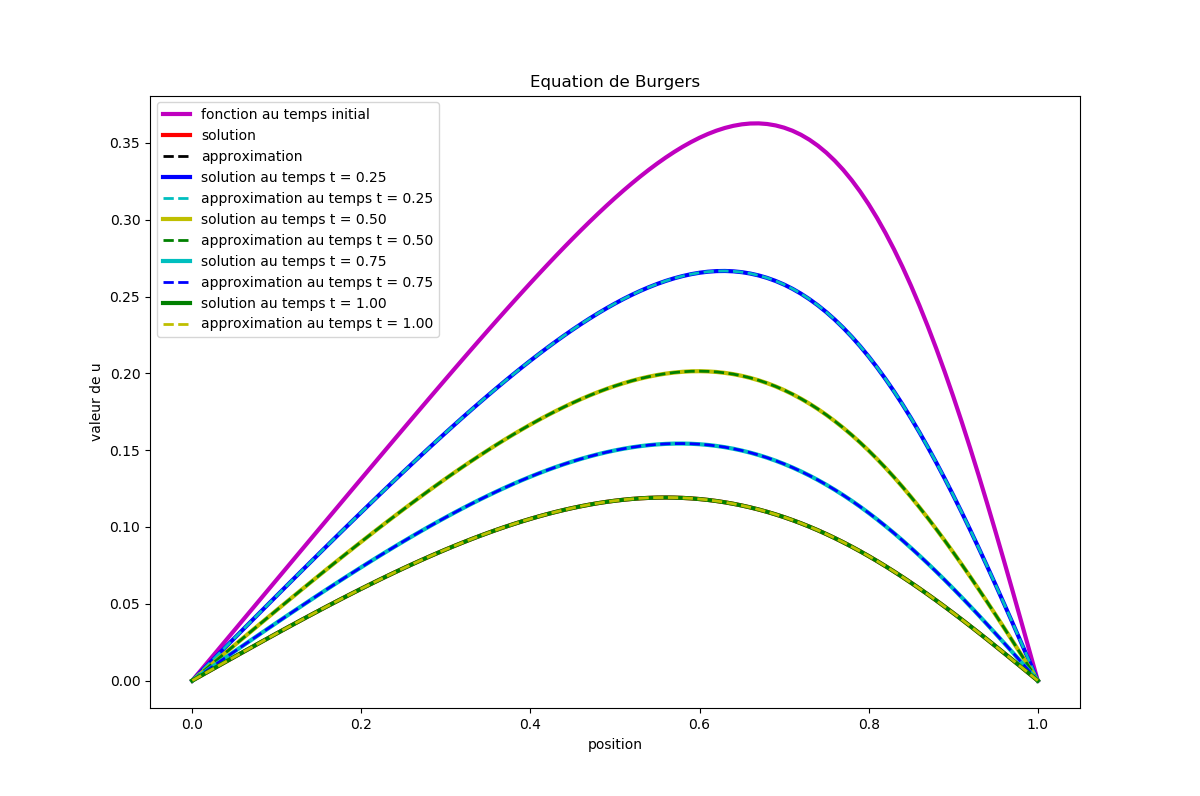 Equation de Burgers
fonction au temps initial
solution
approximation
solution au temps t = 0.25
approximation au temps t = 0.25
solution au temps t = 0.50
approximation au temps t = 0.50
solution au temps t = 0.75
approximation au temps t = 0.75
solution au temps t = 1.00
approximation au temps t = 1.00
valeur de u
0.35
0.30
0.25
0.20
0.15
0.10
0.05
0.00
0.0 0.2 0.4 0.6 0.8 1.0
position